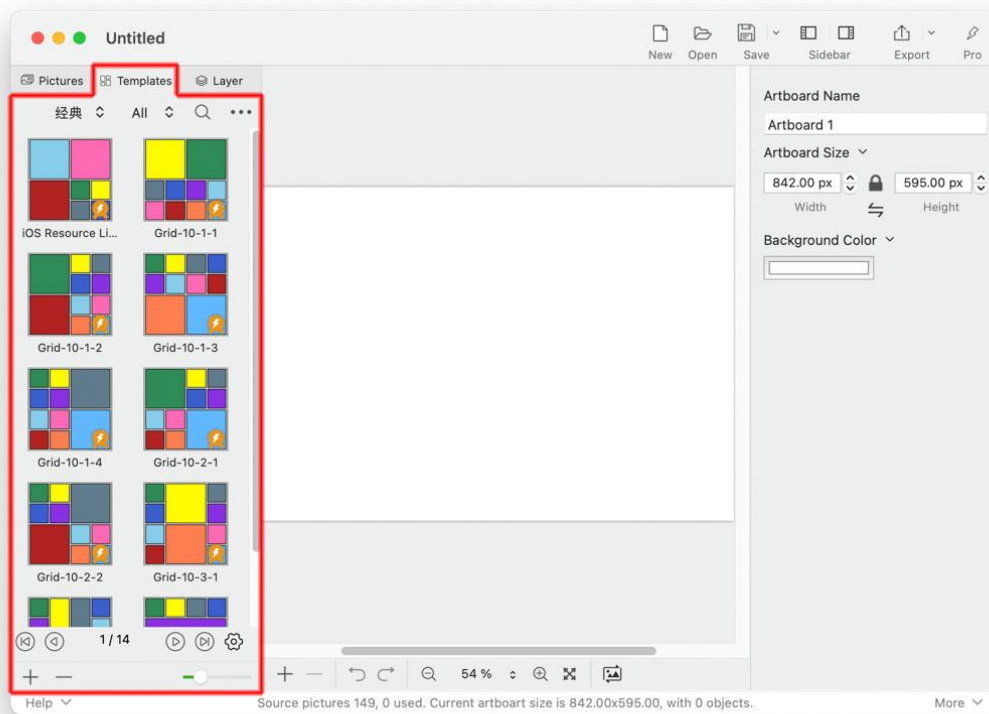 Untitled
New Open Save Sidebar Export Pro
Pictures Templates Layer
经典 All
iOS Resource Li... Grid-10-1-1
Grid-10-1-2 Grid-10-1-3
Grid-10-1-4 Grid-10-2-1
Grid-10-2-2 Grid-10-3-1
1 / 14
Artboard Name
Artboard 1
Artboard Size
842.00 px 595.00 px
Width Height
Background Color
54 %
Help Source pictures 149, 0 used. Current artboart size is 842.00x595.00, with 0 objects. More